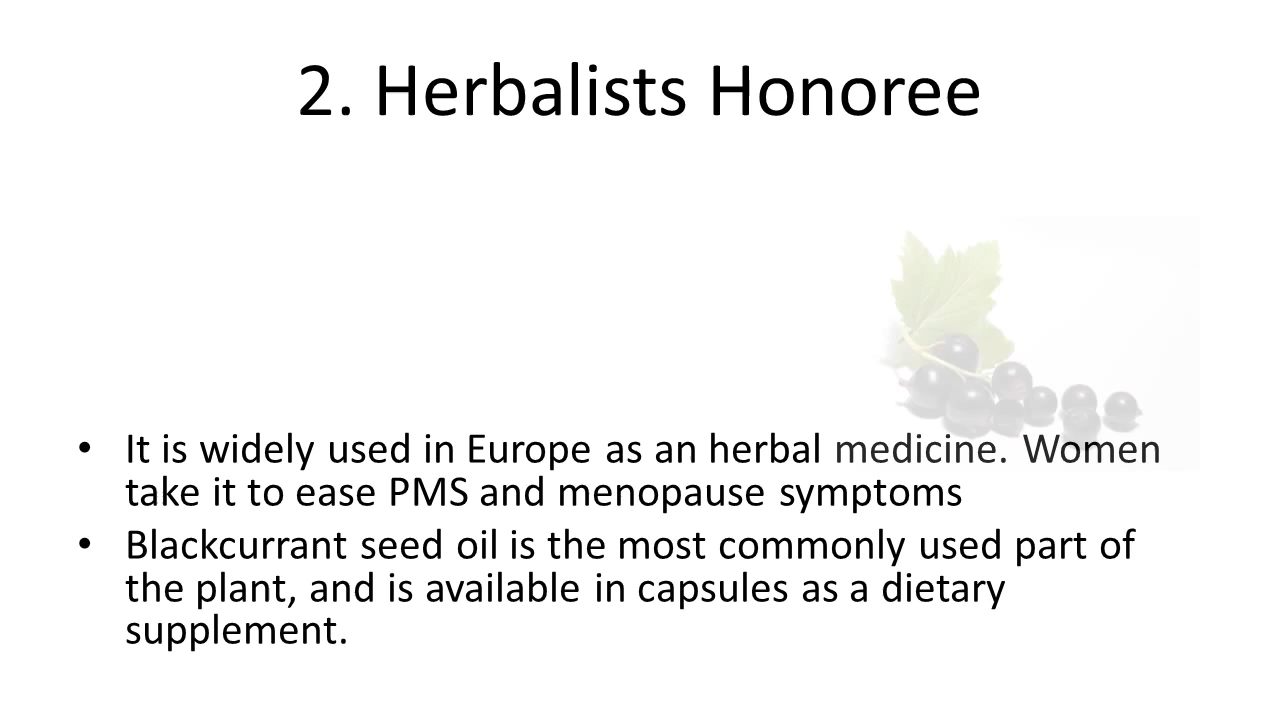 2. Herbalists Honoree
• It is widely used in Europe as an herbal medicine. Women
take it to ease PMS and menopause symptoms
• Blackcurrant seed oil is the most commonly used part of
the plant, and is available in capsules as a dietary
supplement.